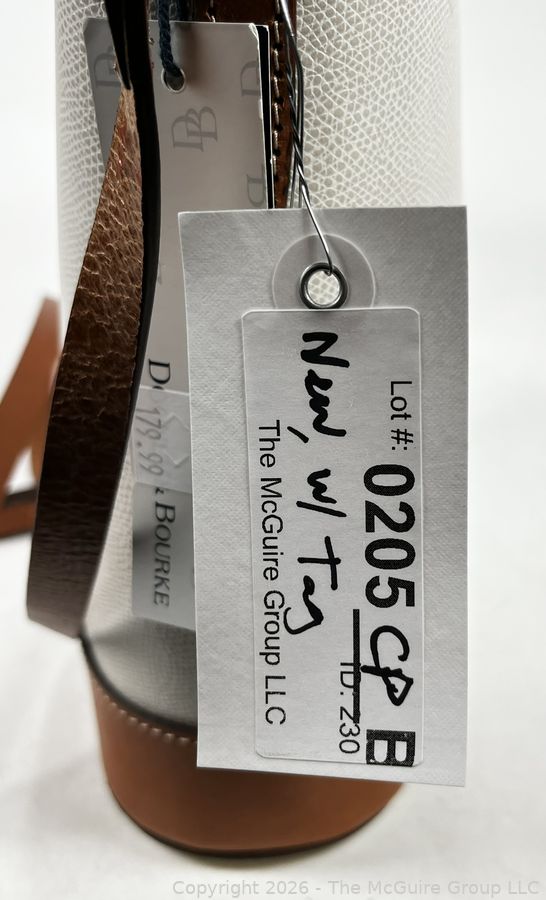 DB
D
179.99
& BOURKE
Lot #: 0205 CP B
ID: 230
New, w/ Tag
The McGuire Group LLC
Copyright 2026 - The McGuire Group LLC